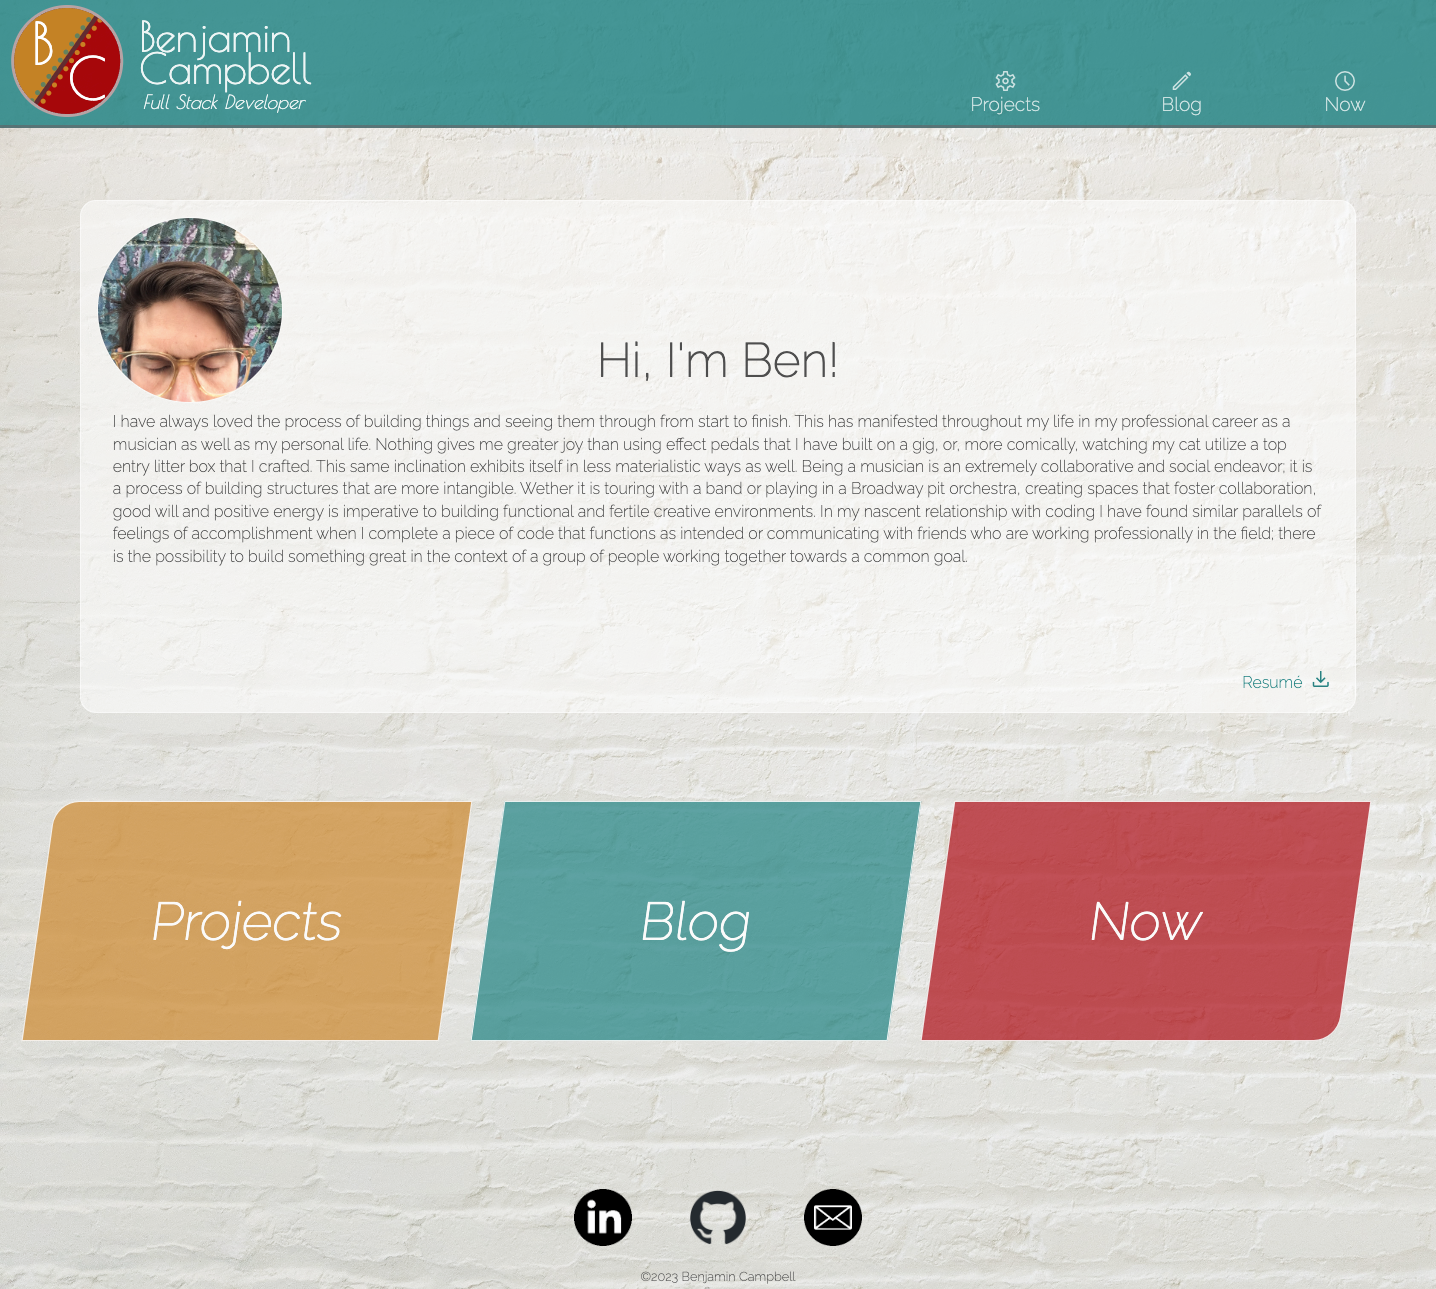 B
C
Benjamin
Campbell
Full Stack Developer
Projects
Blog
Now
Hi, I'm Ben!
I have always loved the process of building things and seeing them through from start to finish. This has manifested throughout my life in my professional career as a
musician as well as my personal life. Nothing gives me greater joy than using effect pedals that I have built on a gig, or, more comically, watching my cat utilize a top
entry litter box that I crafted. This same inclination exhibits itself in less materialistic ways as well. Being a musician is an extremely collaborative and social endeavor; it is
a process of building structures that are more intangible. Wether it is touring with a band or playing in a Broadway pit orchestra, creating spaces that foster collaboration,
good will and positive energy is imperative to building functional and fertile creative environments. In my nascent relationship with coding I have found similar parallels of
feelings of accomplishment when I complete a piece of code that functions as intended or communicating with friends who are working professionally in the field; there
is the possibility to build something great in the context of a group of people working together towards a common goal.
Resumé
Projects
Blog
Now
in
©2023 Benjamin Campbell